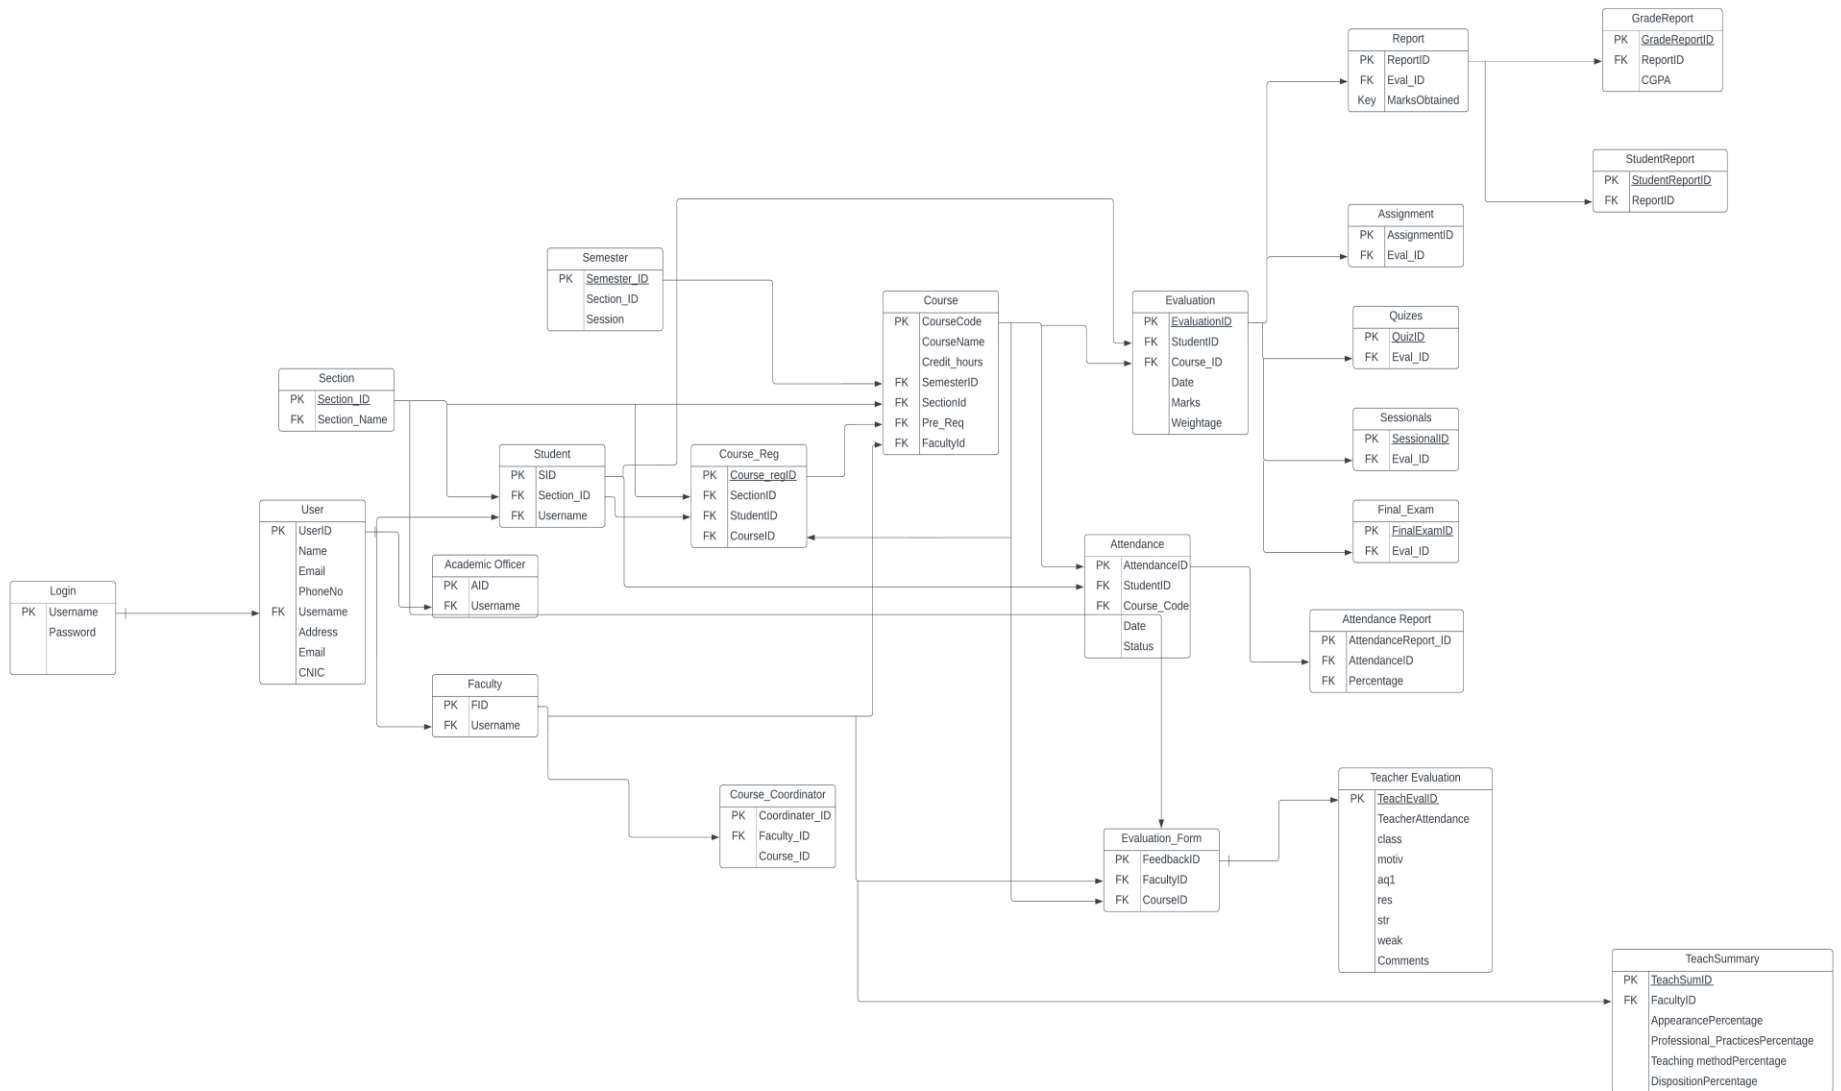 GradeReport
PK GradeReportID
FK ReportID
CGPA
Report
PK ReportID
FK Eval_ID
Key MarksObtained
StudentReport
PK StudentReportID
FK ReportID
Assignment
PK AssignmentID
FK Eval_ID
Semester
PK Semester_ID
Section_ID
Session
Course
PK CourseCode
CourseName
Credit_hours
FK SemesterID
FK SectionId
FK Pre_Req
FK FacultyId
Evaluation
PK EvaluationID
FK StudentID
FK Course_ID
Date
Marks
Weightage
Quizes
PK QuizID
FK Eval_ID
Section
PK Section_ID
FK Section_Name
Sessionals
PK SessionalID
FK Eval_ID
Student
PK SID
FK Section_ID
FK Username
Course_Reg
PK Course_regID
FK SectionID
FK StudentID
FK CourseID
User
PK UserID
Name
Email
PhoneNo
FK Username
Address
Email
CNIC
Final_Exam
PK FinalExamID
FK Eval_ID
Attendance
PK AttendanceID
FK StudentID
FK Course_Code
Date
Status
Academic Officer
PK AID
FK Username
Login
PK Username
Password
Attendance Report
PK AttendanceReport_ID
FK AttendanceID
FK Percentage
Faculty
PK FID
FK Username
Course_Coordinator
PK Coordinater_ID
FK Faculty_ID
Course_ID
Teacher Evaluation
PK TeachEvalID
TeacherAttendance
class
motiv
aq1
res
str
weak
Comments
Evaluation_Form
PK FeedbackID
FK FacultyID
FK CourseID
TeachSummary
PK TeachSumID
FK FacultyID
AppearancePercentage
Professional_PracticesPercentage
Teaching methodPercentage
DispositionPercentage